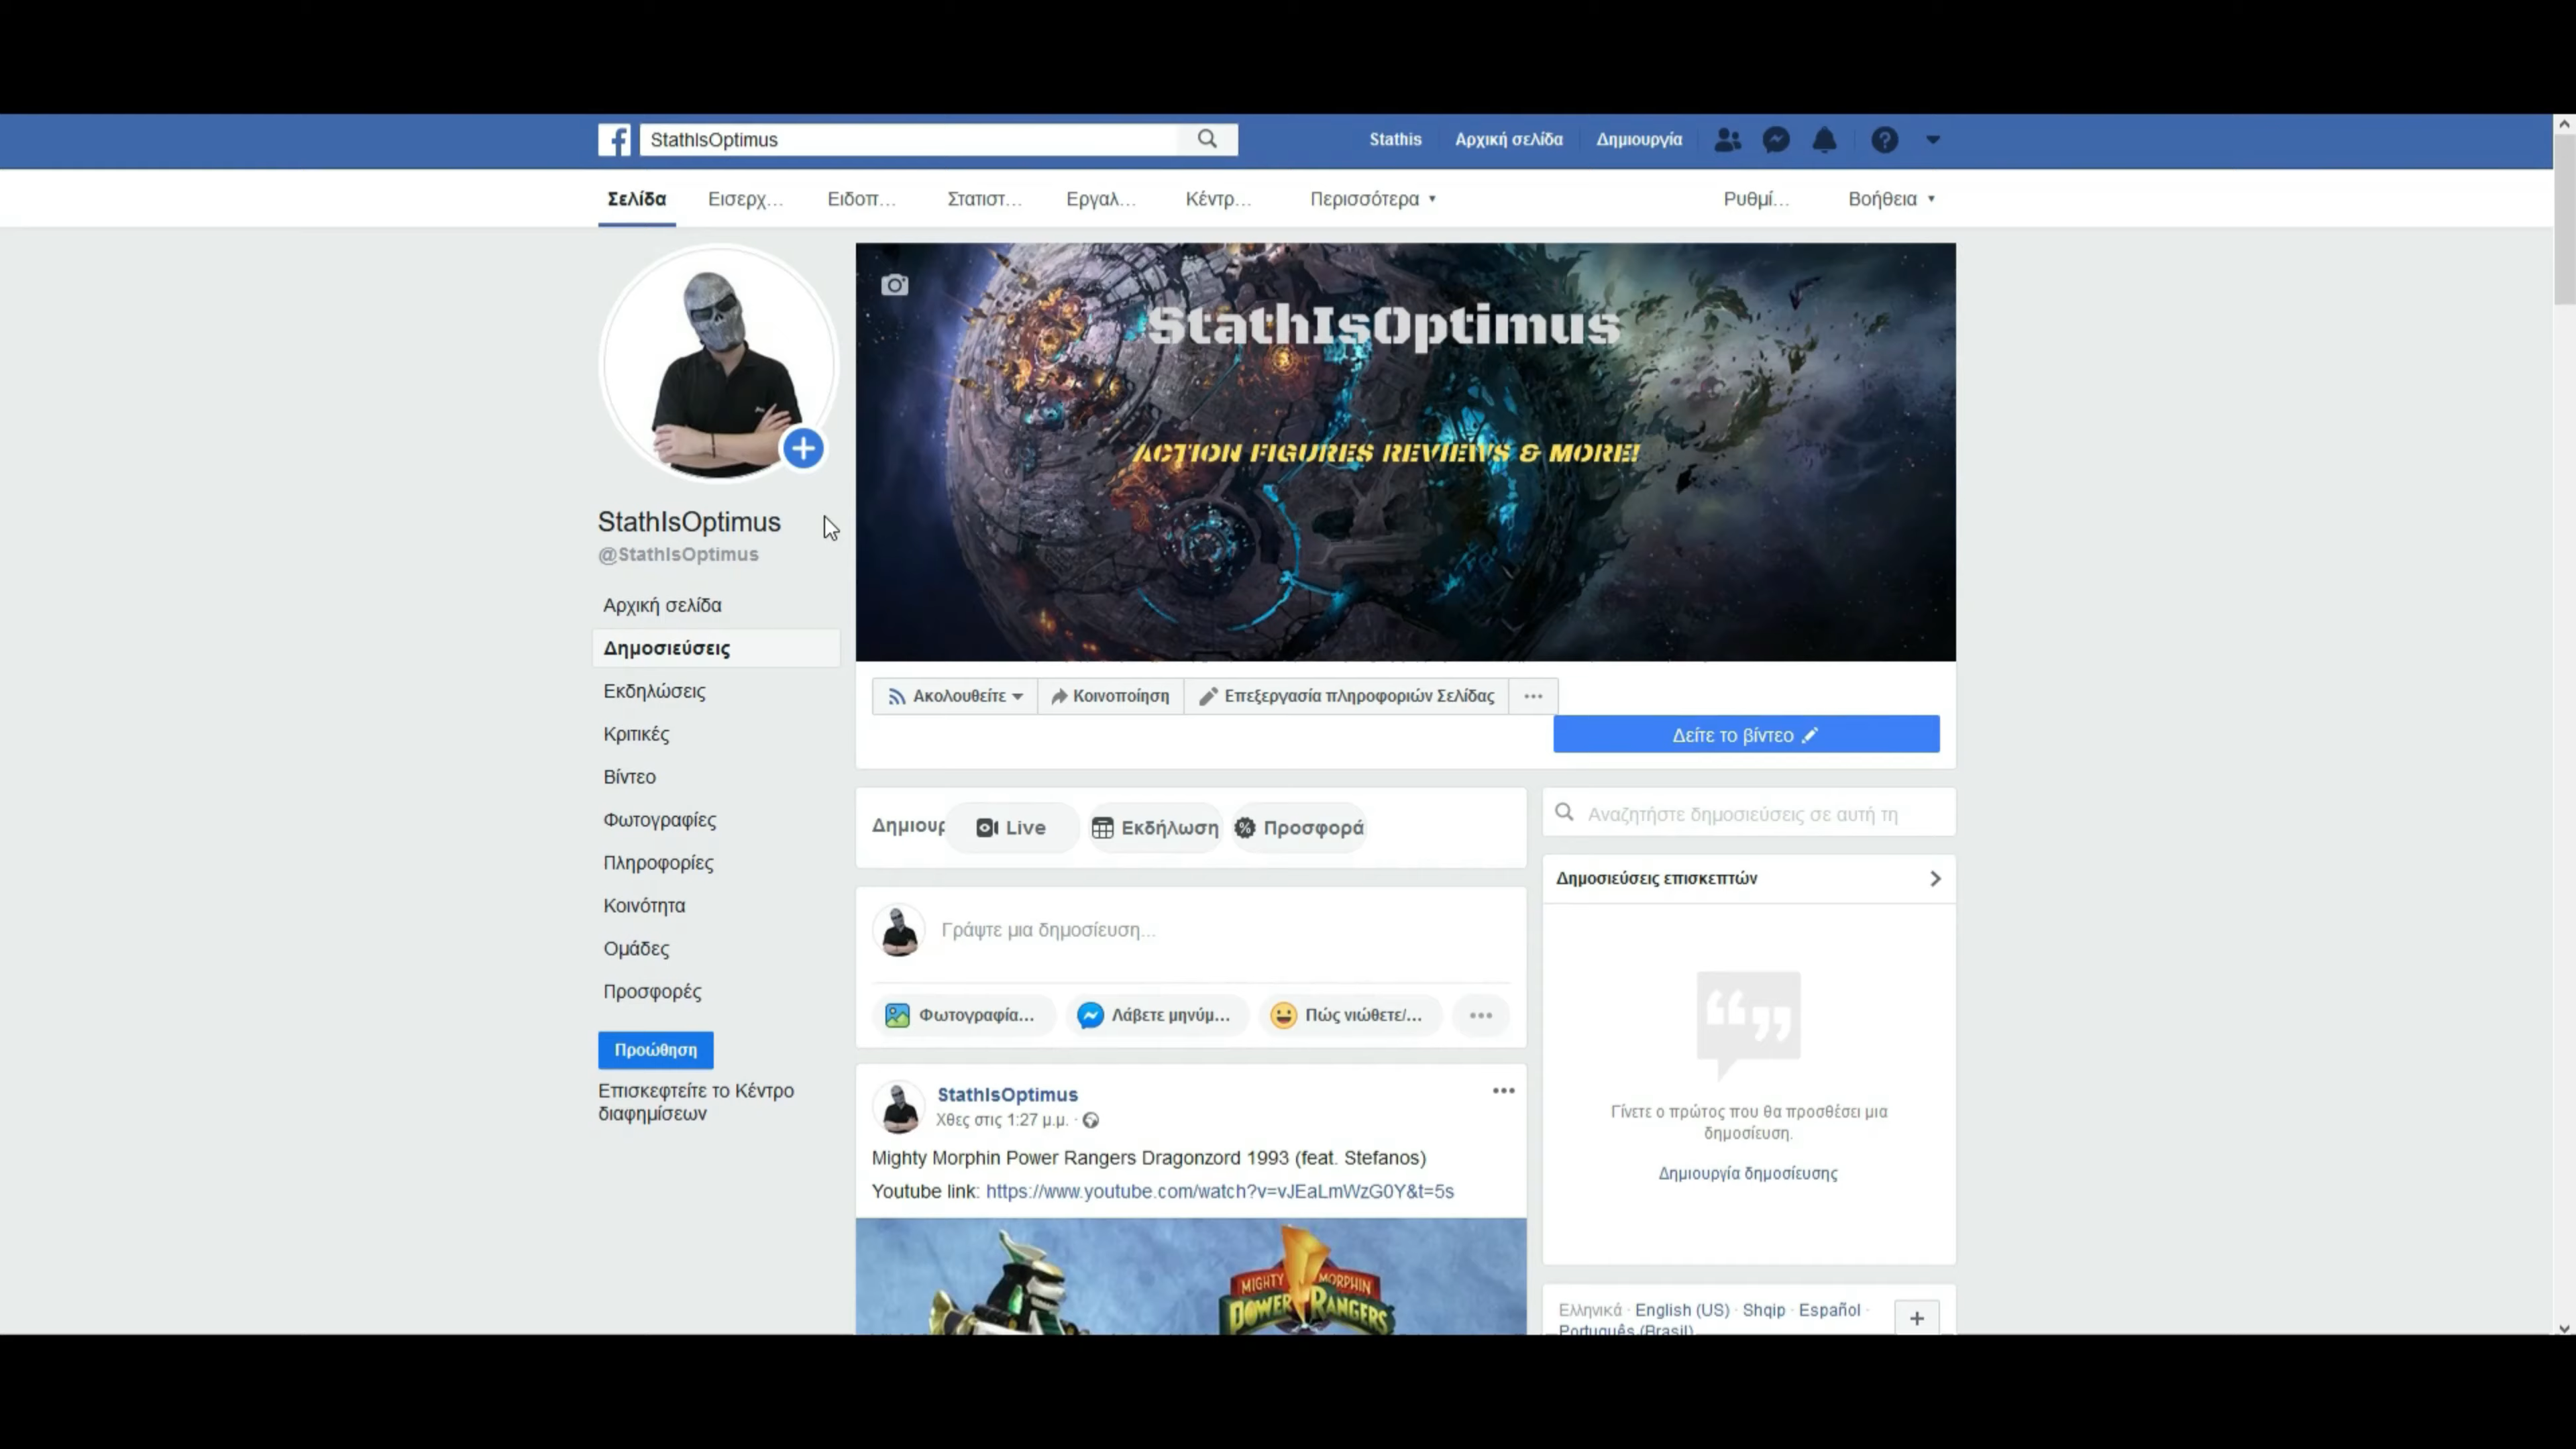 StathIsOptimus
Stathis
Αρχική σελίδα
Δημιουργία
Σελίδα
Εισερχ...
Ειδοπ...
Στατιστ...
Εργαλ...
Κέντρ...
Περισσότερα
Ρυθμί...
Βοήθεια
StathIsOptimus
ACTION FIGURES REVIEWS & MORE!
StathIsOptimus
@StathIsOptimus
Αρχική σελίδα
Δημοσιεύσεις
Εκδηλώσεις
Κριτικές
Βίντεο
Φωτογραφίες
Πληροφορίες
Κοινότητα
Ομάδες
Προσφορές
Προώθηση
Επισκεφτείτε το Κέντρο
διαφημίσεων
Ακολουθείτε
Κοινοποίηση
Επεξεργασία πληροφοριών Σελίδας
Δείτε το βίντεο
Δημιουρ
Live
Εκδήλωση
Προσφορά
Γράψτε μια δημοσίευση...
Φωτογραφία...
Λάβετε μηνύμ...
Πώς νιώθετε/...
StathIsOptimus
Χθες στις 1:27 μ.μ. ·
Mighty Morphin Power Rangers Dragonzord 1993 (feat. Stefanos)
Youtube link: https://www.youtube.com/watch?v=vJEaLmWzG0Y&t=5s
MIGHTY MORPHIN
POWER RANGERS
Αναζητήστε δημοσιεύσεις σε αυτή τη
Δημοσιεύσεις επισκεπτών
Γίνετε ο πρώτος που θα προσθέσει μια
δημοσίευση.
Δημιουργία δημοσίευσης
Ελληνικά · English (US) · Shqip · Español ·
Português (Brasil)